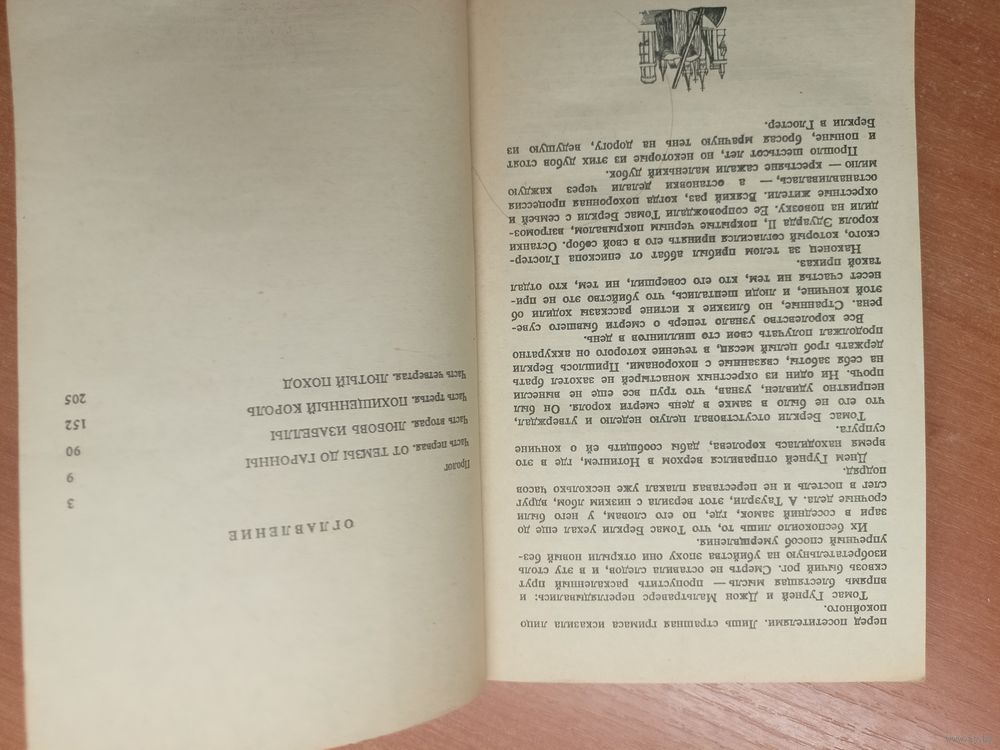 перед посетителями. Лишь страшная гримаса исказила лицо
покойного.
Томас Гурней и Джон Мальтраверс переглядывались: и
впрямь блестящая мысль — пропустить раскаленный прут
сквозь бычий рог. Смерть не оставила следов, и в эту столь
изобретательную на убийства эпоху они открыли новый без-
упречный способ умерщвления.
Их беспокоило лишь то, что Томас Беркли уехал еще до
зари в соседний замок, где, по его словам, у него были
срочные дела. А Тауэрли, этот верзила с низким лбом, вдруг
слег в постель и не переставая плакал уже несколько часов
подряд.
Днем Гурней отправился верхом в Нотингем, где в это
время находилась королева, дабы сообщить ей о кончине
супруга.
Томас Беркли отсутствовал целую неделю и утверждал,
что его не было в замке в день смерти короля. Он был
неприятно удивлен, узнав, что труп все еще не вынесли
прочь. Ни один из окрестных монастырей не захотел брать
на себя заботы, связанные с похоронами. Пришлось Беркли
держать гроб целый месяц, в течение которого он аккуратно
продолжал получать свои сто шиллингов в день.
Все королевство узнало теперь о смерти бывшего суве-
рена. Странные, но близкие к истине рассказы ходили об
этой кончине, и люди шептались, что убийство это не при-
несет счастья ни тем, кто его совершил, ни тем, кто отдал
такой приказ.
Наконец за телом прибыл аббат от епископа Глостер-
ского, который согласился принять его в свой собор. Останки
короля Эдуарда II, покрытые черным покрывалом, взгромоз-
дили на повозку. Ее сопровождали Томас Беркли с семьей и
окрестные жители. Всякий раз, когда похоронная процессия
останавливалась, — а остановки делали через каждую
милю — крестьяне сажали маленький дубок.
Прошло шестьсот лет, но некоторые из этих дубов стоят
и поныне, бросая мрачную тень на дорогу, ведущую из
Беркли в Глостер.
ОГЛАВЛЕНИЕ
Пролог 3
Часть первая. ОТ ТЕМЗЫ ДО ГАРОННЫ 9
Часть вторая. ЛЮБОВЬ ИЗАБЕЛЛЫ 90
Часть третья. ПОХИЩЕННЫЙ КОРОЛЬ 152
Часть четвертая. ЛЮТЫЙ ПОХОД 205